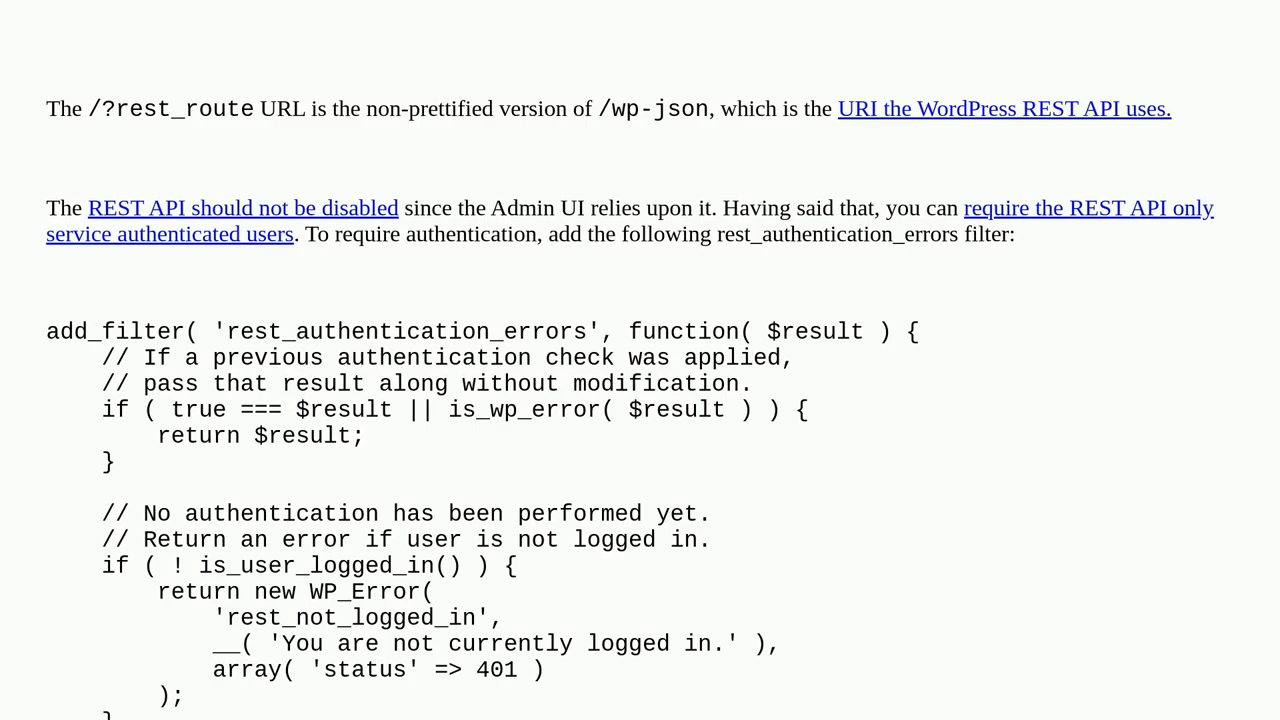 The /?rest_route URL is the non-prettified version of /wp-json, which is the URI the WordPress REST API uses.
The REST API should not be disabled since the Admin UI relies upon it. Having said that, you can require the REST API only
service authenticated users. To require authentication, add the following rest_authentication_errors filter:
add_filter( 'rest_authentication_errors', function( $result ) {
    // If a previous authentication check was applied,
    // pass that result along without modification.
    if ( true === $result || is_wp_error( $result ) ) {
        return $result;
    }
    // No authentication has been performed yet.
    // Return an error if user is not logged in.
    if ( ! is_user_logged_in() ) {
        return new WP_Error(
            'rest_not_logged_in',
            __( 'You are not currently logged in.' ),
            array( 'status' => 401 )
        );
    }